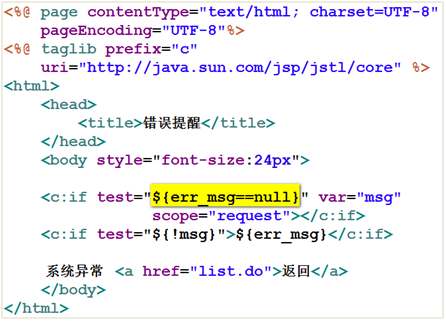 <%@ page contentType="text/html; charset=UTF-8"
pageEncoding="UTF-8"%>
<%@ taglib prefix="c"
uri="http://java.sun.com/jsp/jstl/core" %>
<html>
<head>
<title>错误提醒</title>
</head>
<body style="font-size:24px">
<c:if test="${err_msg==null}" var="msg"
scope="request"></c:if>
<c:if test="${!msg}">${err_msg}</c:if>
系统异常 <a href="list.do">返回</a>
</body>
</html>